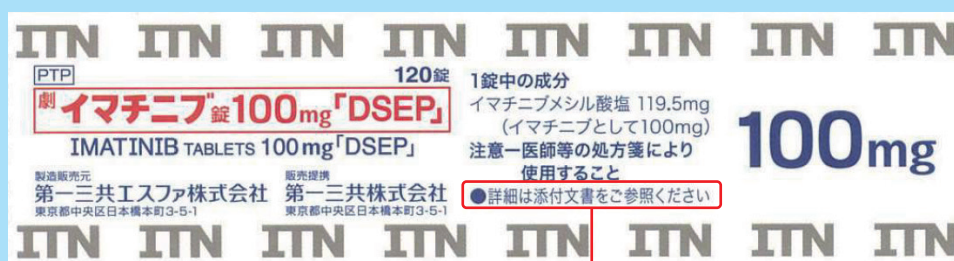 ITN ITN ITN ITN ITN ITN ITN ITN
PTP 120錠
劇 イマチニブ錠100mg「DSEP」
IMATINIB TABLETS 100mg「DSEP」
製造販売元
第一三共エスファ株式会社
東京都中央区日本橋本町3-5-1
販売提携
第一三共株式会社
東京都中央区日本橋本町3-5-1
1錠中の成分
イマチニブメシル酸塩 119.5mg
(イマチニブとして100mg)
注意ー医師等の処方箋により
使用すること
●詳細は添付文書をご参照ください
100mg
ITN ITN ITN ITN ITN ITN ITN ITN